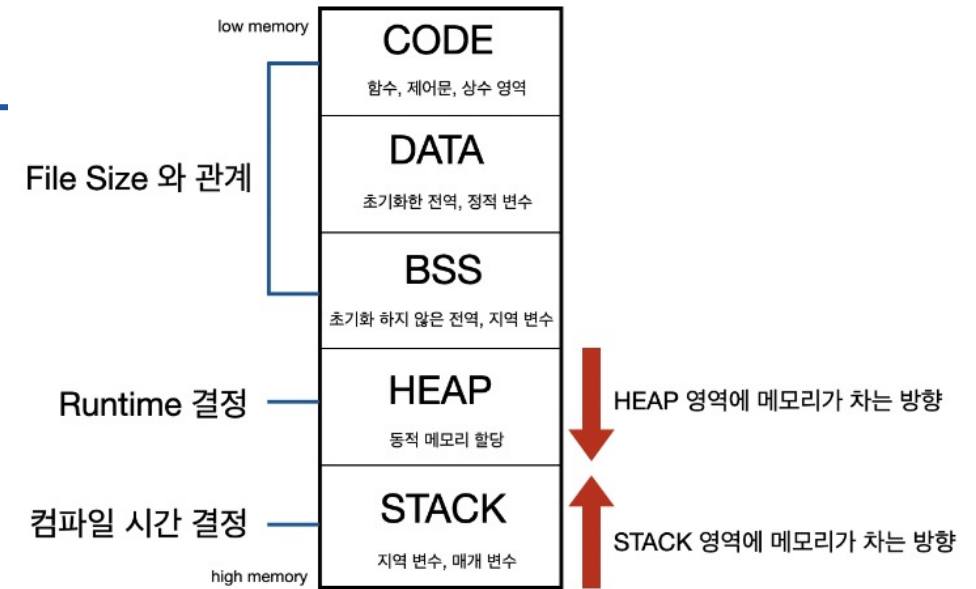 low memory
CODE
함수, 제어문, 상수 영역
File Size 와 관계
DATA
초기화한 전역, 정적 변수
BSS
초기화 하지 않은 전역, 지역 변수
Runtime 결정
HEAP
동적 메모리 할당
HEAP 영역에 메모리가 차는 방향
컴파일 시간 결정
STACK
지역 변수, 매개 변수
STACK 영역에 메모리가 차는 방향
high memory